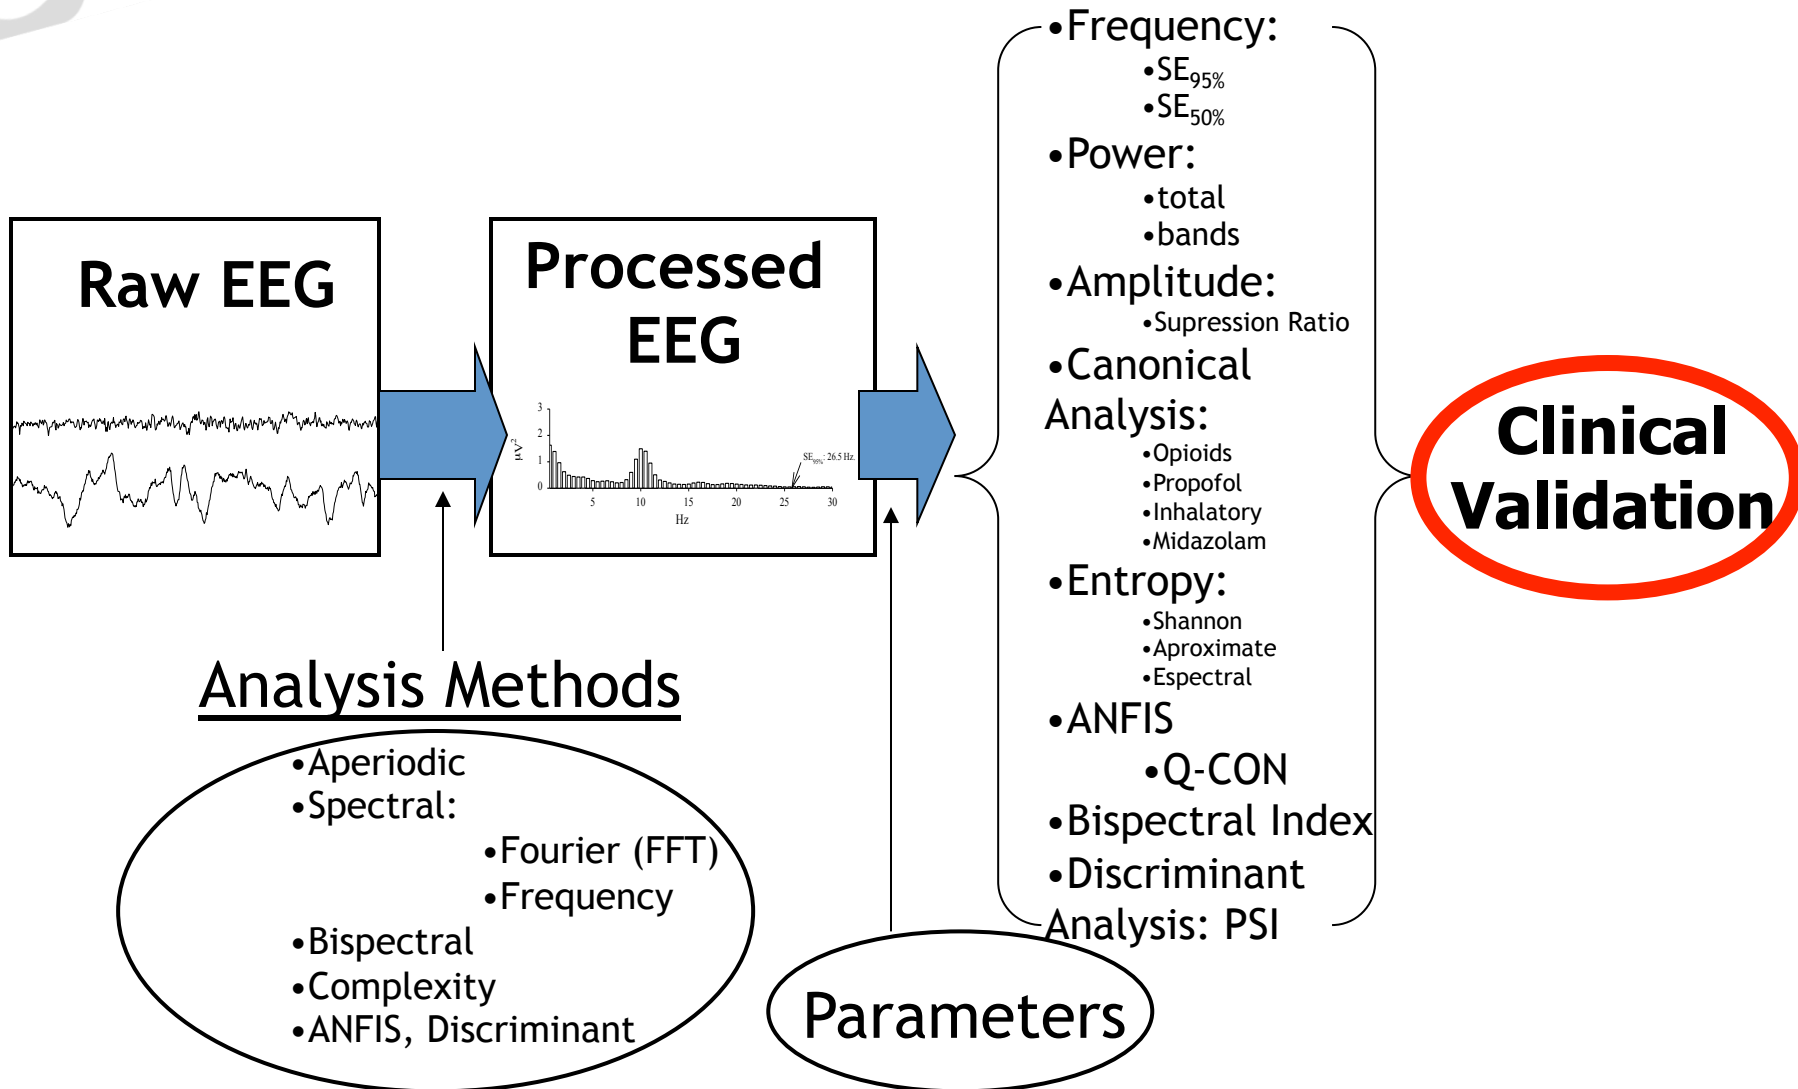 Raw EEG
Processed
EEG
3
2
1
0
μV²
5
10
15
20
25
30
Hz
SE95%: 26.5 Hz.
Analysis Methods
•Aperiodic
•Spectral:
•Fourier (FFT)
•Frequency
•Bispectral
•Complexity
•ANFIS, Discriminant
Parameters
•Frequency:
•SE95%
•SE50%
•Power:
•total
•bands
•Amplitude:
•Supression Ratio
•Canonical
Analysis:
•Opioids
•Propofol
•Inhalatory
•Midazolam
•Entropy:
•Shannon
•Aproximate
•Espectral
•ANFIS
•Q-CON
•Bispectral Index
•Discriminant
Analysis: PSI
Clinical
Validation